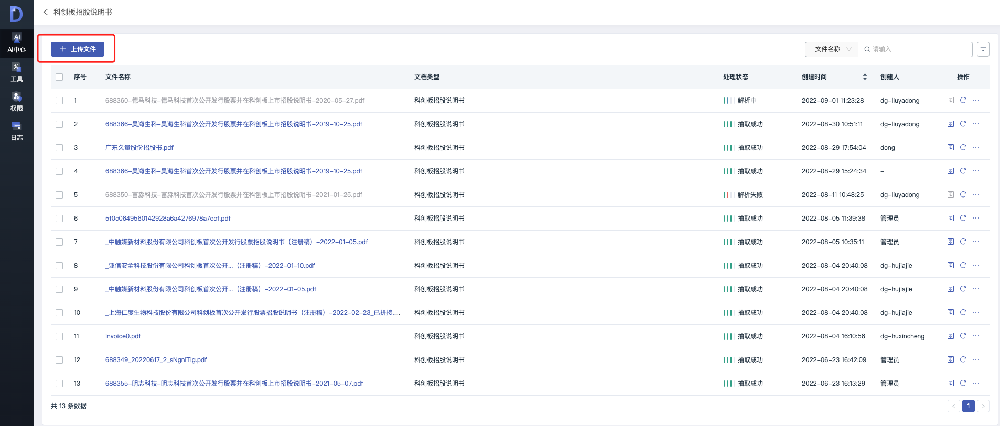 科创板招股说明书
AI
AI中心
工具
权限
日志
上传文件
文件名称 请输入
序号 文件名称 文档类型 处理状态 创建时间 创建人 操作
1 688360-德马科技-德马科技首次公开发行股票并在科创板上市招股说明书-2020-05-27.pdf 科创板招股说明书 解析中 2022-09-01 11:23:28 dg-liuyadong
2 688366-昊海生科-昊海生科首次公开发行股票并在科创板上市招股说明书-2019-10-25.pdf 科创板招股说明书 抽取成功 2022-08-30 10:51:11 dg-liuyadong
3 广东久量股份招股书.pdf 科创板招股说明书 抽取成功 2022-08-29 17:54:04 dong
4 688366-昊海生科-昊海生科首次公开发行股票并在科创板上市招股说明书-2019-10-25.pdf 科创板招股说明书 抽取成功 2022-08-29 15:24:34 -
5 688350-富淼科技-富淼科技首次公开发行股票并在科创板上市招股说明书-2021-01-25.pdf 科创板招股说明书 解析失败 2022-08-11 10:48:25 dg-liuyadong
6 5f0c0649560142928a6a4276978a7ecf.pdf 科创板招股说明书 抽取成功 2022-08-05 11:39:38 管理员
7 _中触媒新材料股份有限公司科创板首次公开发行股票招股说明书（注册稿）-2022-01-05.pdf 科创板招股说明书 抽取成功 2022-08-05 10:35:11 管理员
8 _亚信安全科技股份有限公司科创板首次公开...（注册稿）-2022-01-10.pdf 科创板招股说明书 抽取成功 2022-08-04 20:40:08 dg-hujiajie
9 _中触媒新材料股份有限公司科创板首次公开...（注册稿）-2022-01-05.pdf 科创板招股说明书 抽取成功 2022-08-04 20:40:08 dg-hujiajie
10 _上海仁度生物科技股份有限公司科创板首次公开发行股票招股说明书（注册稿）-2022-02-23_已拼接.... 科创板招股说明书 抽取成功 2022-08-04 20:40:08 dg-hujiajie
11 invoice0.pdf 科创板招股说明书 抽取成功 2022-08-04 16:10:56 dg-huxincheng
12 688349_20220617_2_sNgnlTig.pdf 科创板招股说明书 抽取成功 2022-06-23 16:42:09 管理员
13 688355-明志科技-明志科技首次公开发行股票并在科创板上市招股说明书-2021-05-07.pdf 科创板招股说明书 抽取成功 2022-06-23 16:13:29 管理员
共 13 条数据 1